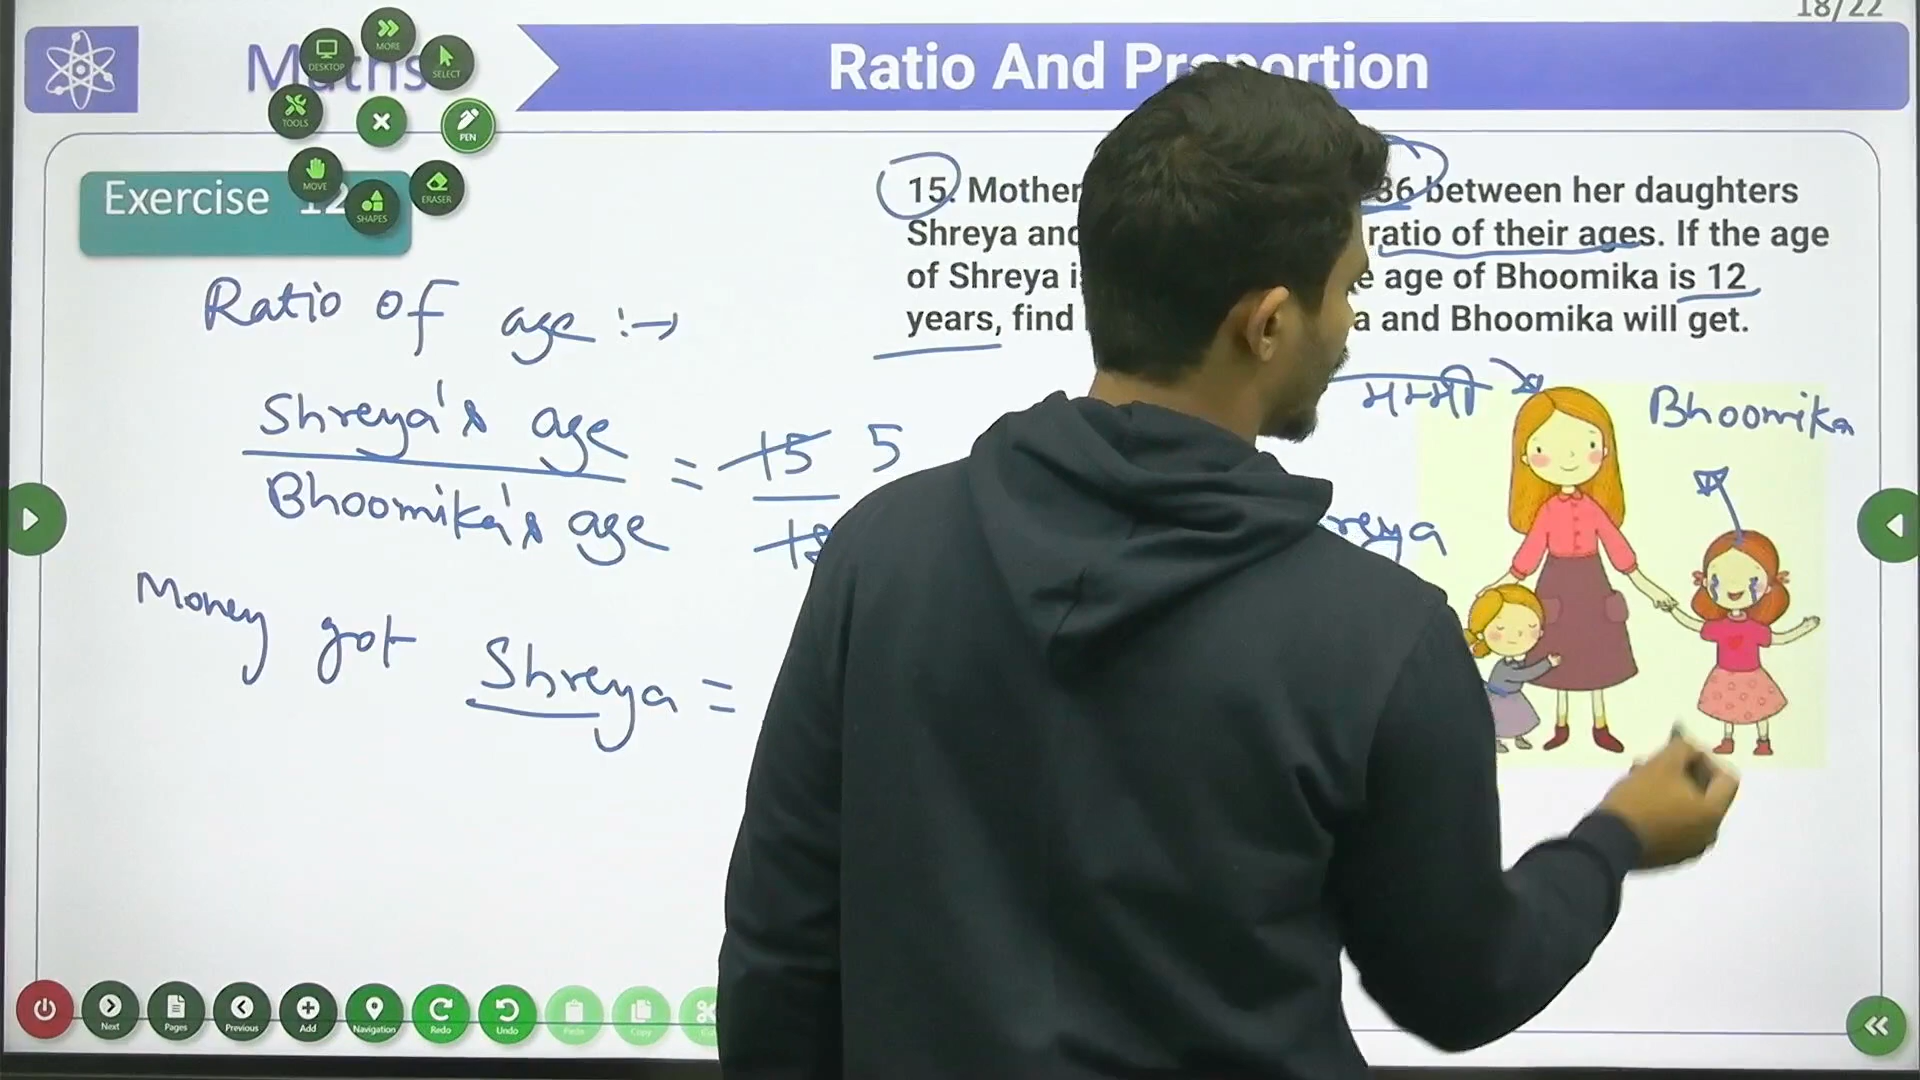 18/22
Maths
Ratio And Proportion
DESKTOP
MORE
SELECT
TOOLS
PEN
MOVE
SHAPES
ERASER
Exercise 12
15. Mother 36 between her daughters
Shreya and ratio of their ages. If the age
of Shreya age of Bhoomika is 12
years, find and Bhoomika will get.
Ratio of age :→
Shreya's age = 15 5
Bhoomika's age
Money got Shreya =
मम्मी
Bhoomika
Next
Pages
Previous
Add
Navigation
Redo
Undo
Paste
Copy